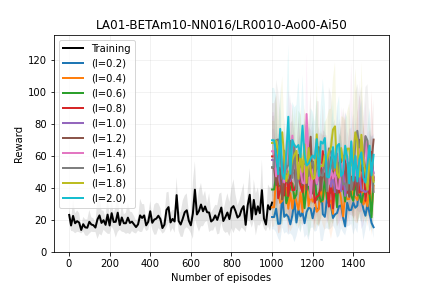 LA01-BETAm10-NN016/LR0010-Ao00-Ai50
Training
(l=0.2)
(l=0.4)
(l=0.6)
(l=0.8)
(l=1.0)
(l=1.2)
(l=1.4)
(l=1.6)
(l=1.8)
(l=2.0)
Reward
120
100
80
60
40
20
0
0 200 400 600 800 1000 1200 1400
Number of episodes